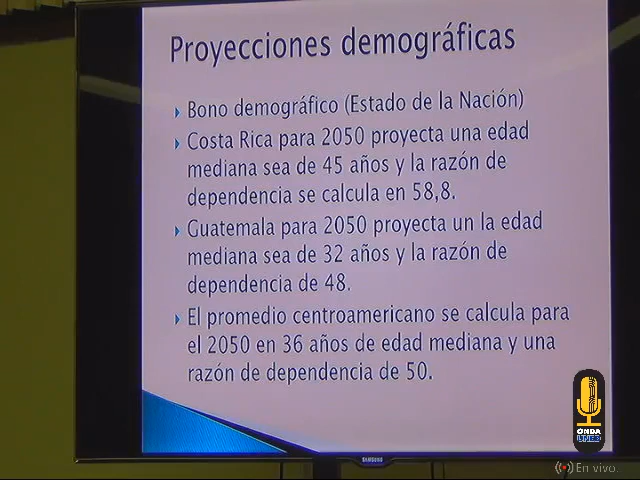 Proyecciones demográficas
Bono demográfico (Estado de la Nación)
Costa Rica para 2050 proyecta una edad
mediana sea de 45 años y la razón de
dependencia se calcula en 58,8.
Guatemala para 2050 proyecta un la edad
mediana sea de 32 años y la razón de
dependencia de 48.
El promedio centroamericano se calcula para
el 2050 en 36 años de edad mediana y una
razón de dependencia de 50.
ONDA
UNED
SAMSUNG
En vivo.